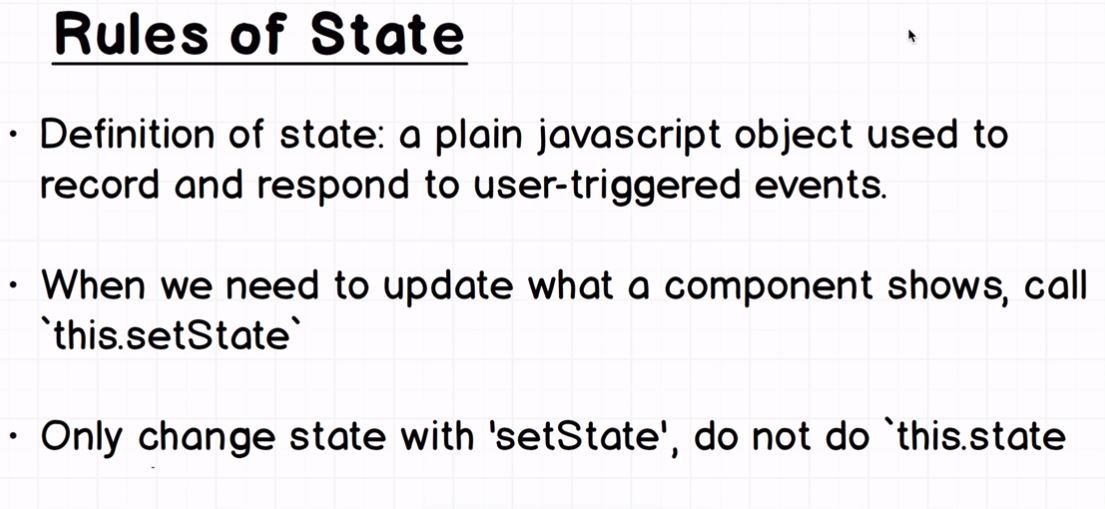 Rules of State
· Definition of state: a plain javascript object used to
record and respond to user-triggered events.
· When we need to update what a component shows, call
`this.setState`
· Only change state with 'setState', do not do `this.state